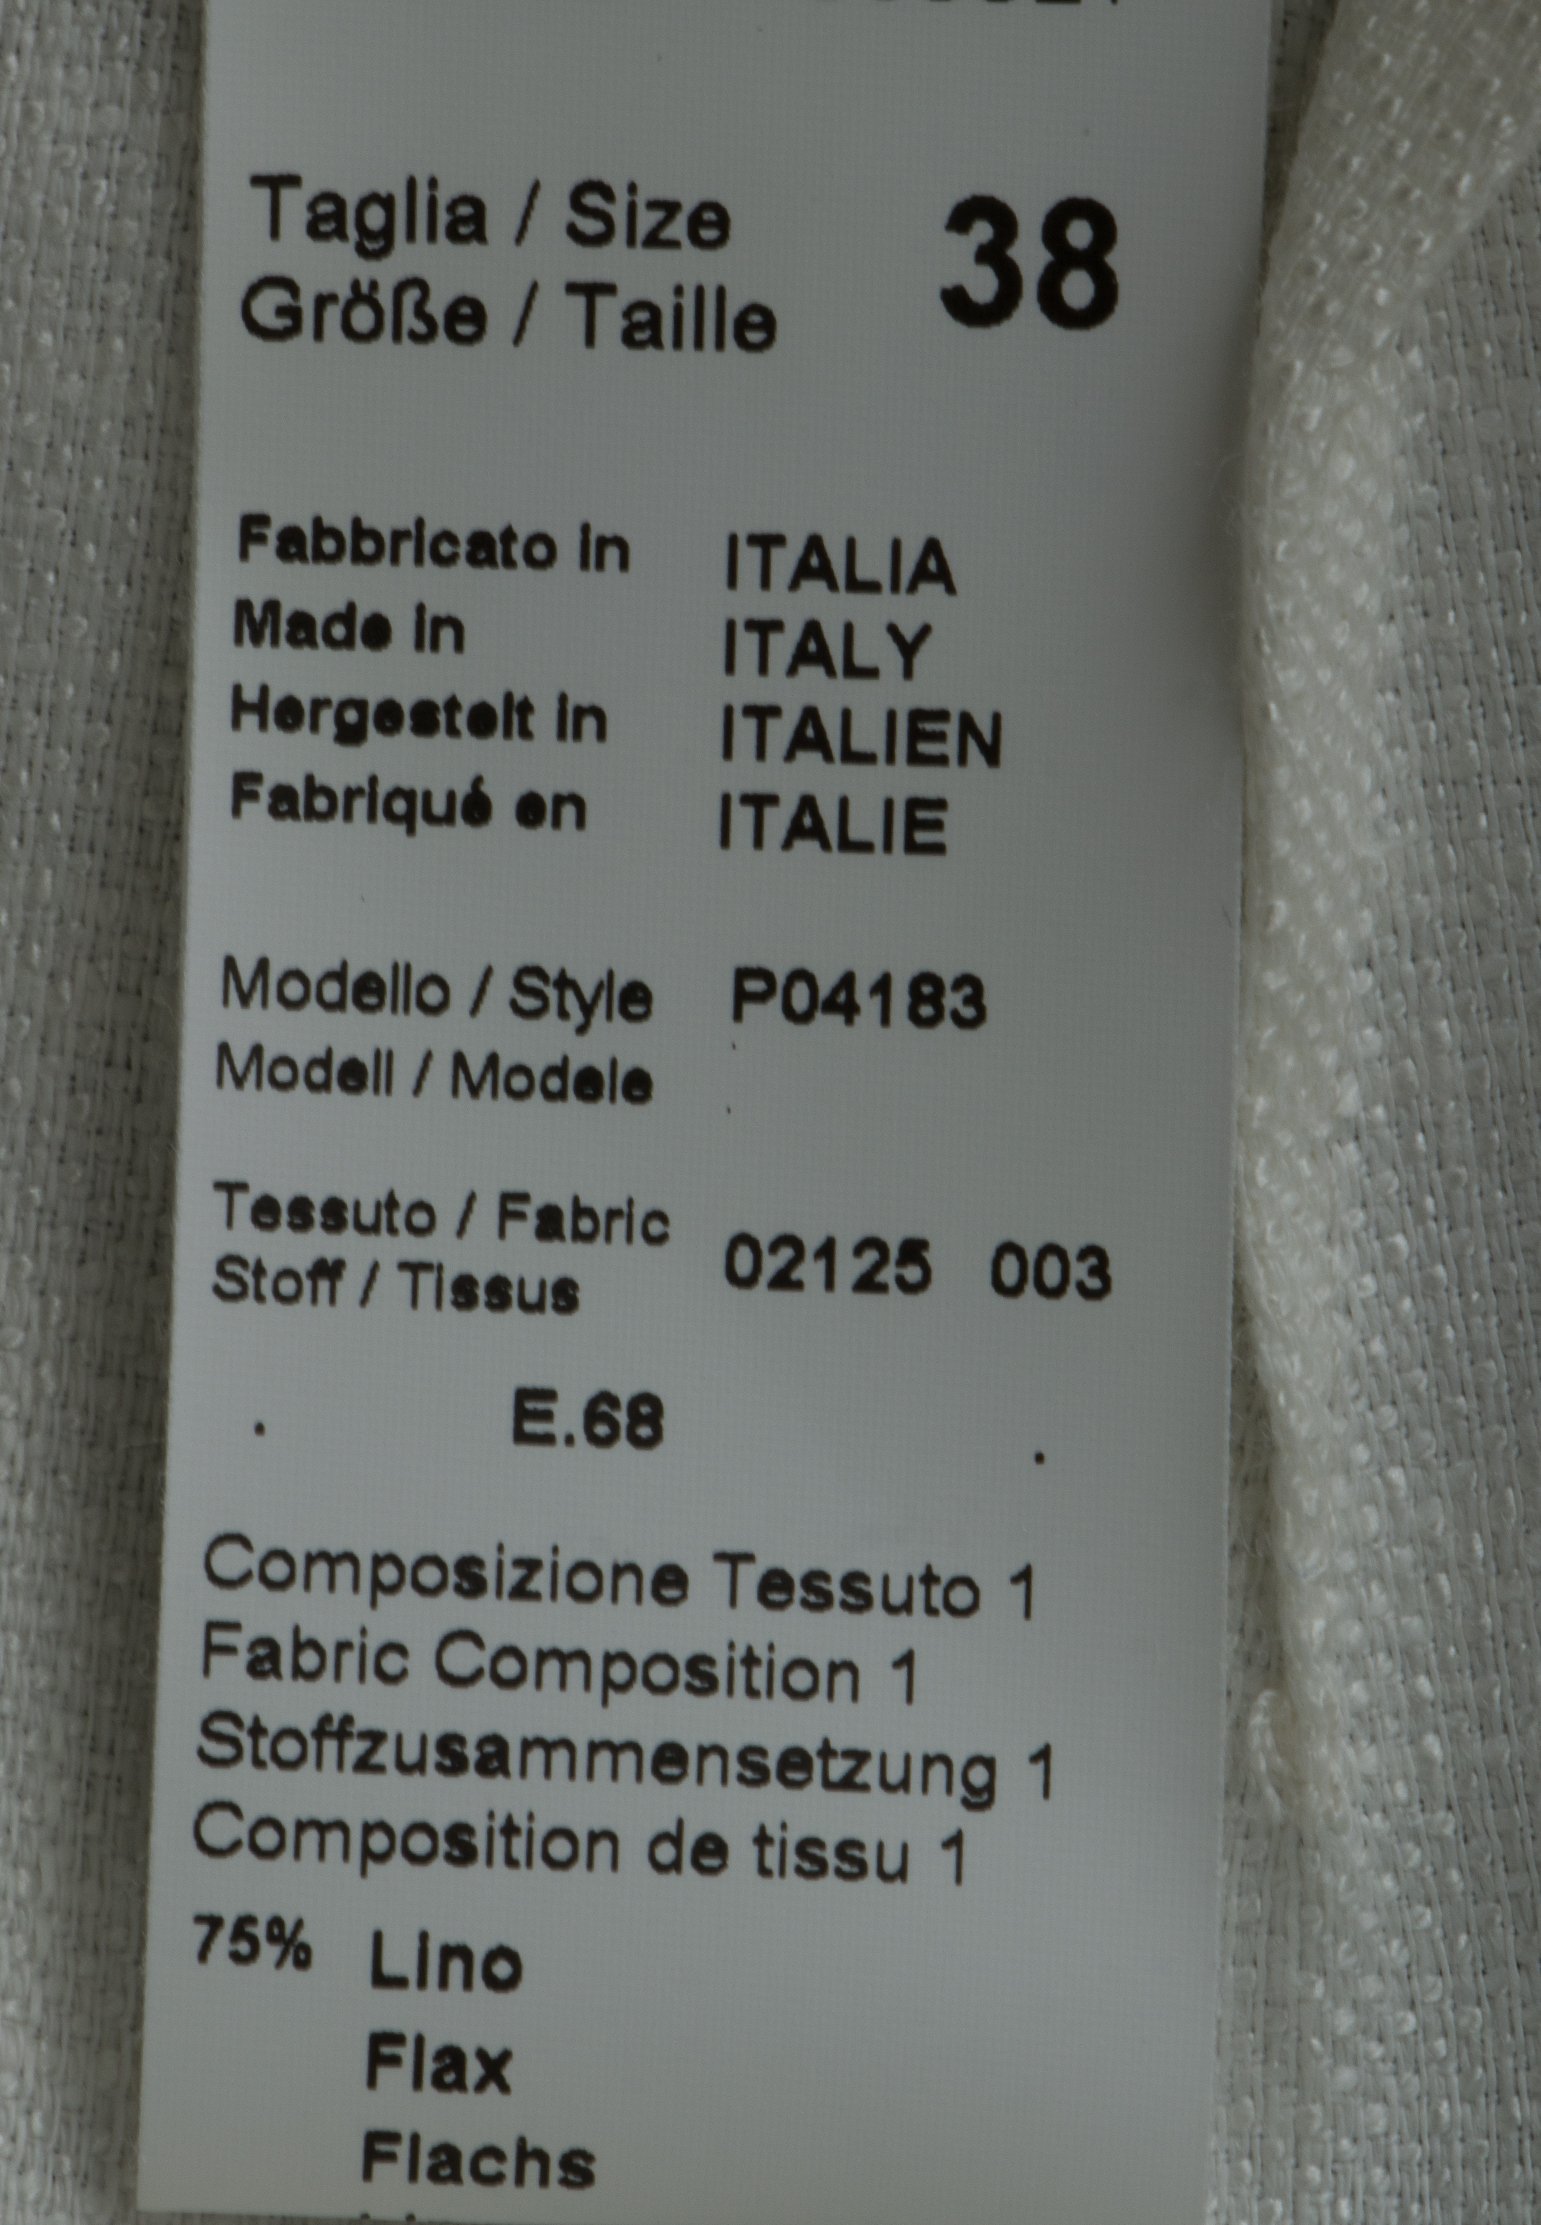 Taglia / Size 38
Größe / Taille
Fabbricato in ITALIA
Made in ITALY
Hergestelt in ITALIEN
Fabriqué en ITALIE
Modello / Style P04183
Modell / Modele
Tessuto / Fabric
Stoff / Tissus 02125 003
. E.68 .
Composizione Tessuto 1
Fabric Composition 1
Stoffzusammensetzung 1
Composition de tissu 1
75% Lino
Flax
Flachs